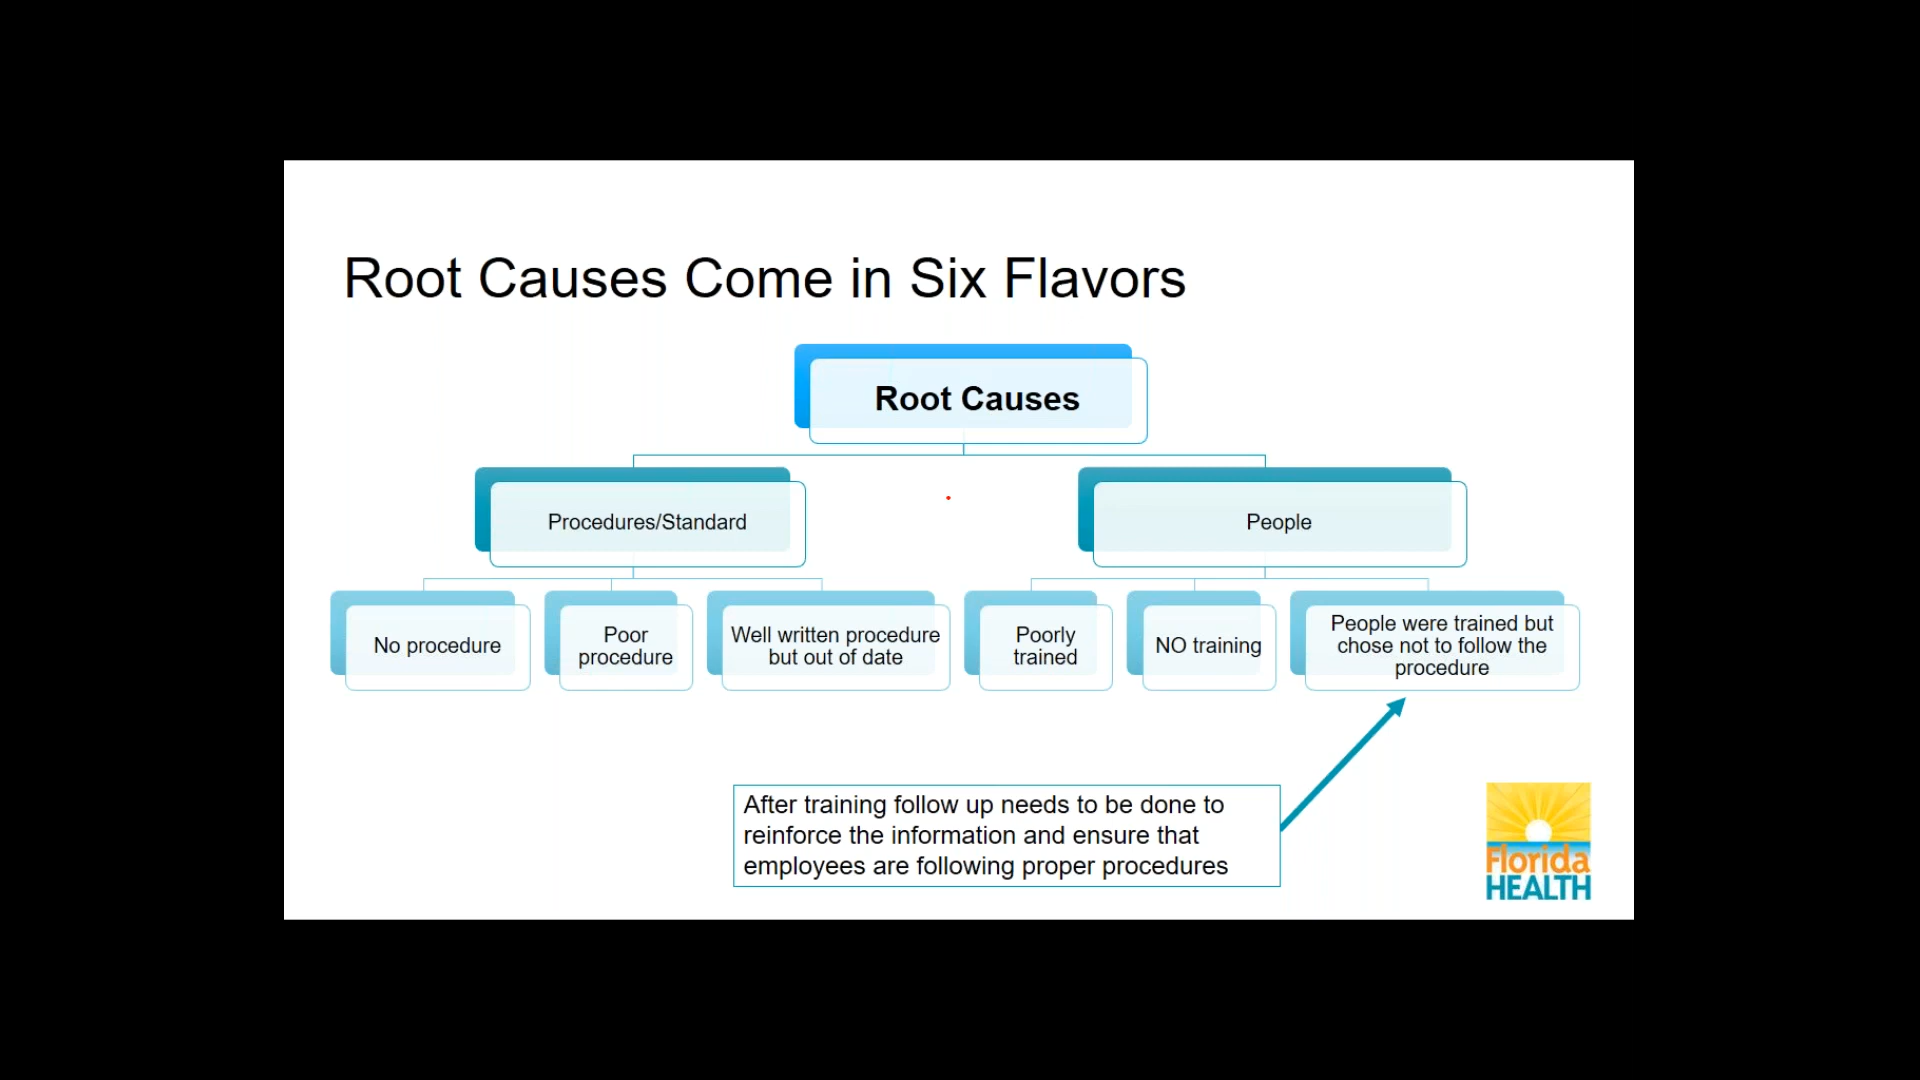 Root Causes Come in Six Flavors
Root Causes
Procedures/Standard
People
No procedure
Poor
procedure
Well written procedure
but out of date
Poorly
trained
NO training
People were trained but
chose not to follow the
procedure
After training follow up needs to be done to
reinforce the information and ensure that
employees are following proper procedures
Florida
HEALTH